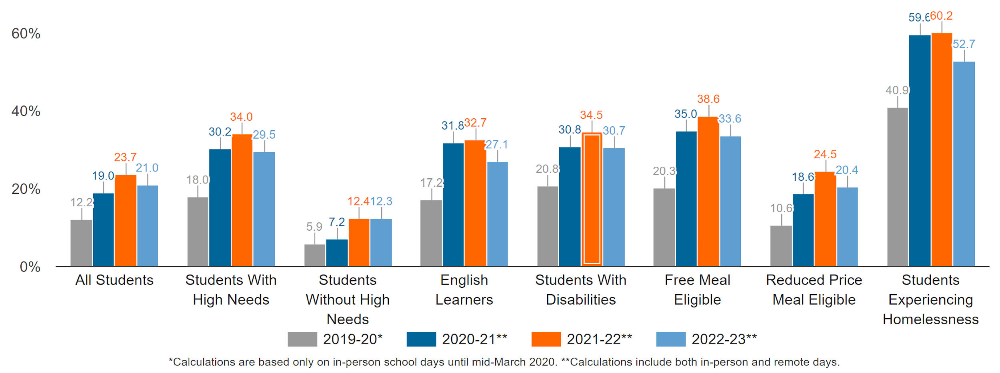 60%
40%
20%
0%
12.2
19.0
23.7
21.0
18.0
30.2
34.0
29.5
5.9
7.2
12.4
12.3
17.2
31.8
32.7
27.1
20.8
30.8
34.5
30.7
20.3
35.0
38.6
33.6
10.6
18.6
24.5
20.4
40.9
59.6
60.2
52.7
All Students
Students With
High Needs
Students
Without High
Needs
English
Learners
Students With
Disabilities
Free Meal
Eligible
Reduced Price
Meal Eligible
Students
Experiencing
Homelessness
2019-20*
2020-21**
2021-22**
2022-23**
*Calculations are based only on in-person school days until mid-March 2020. **Calculations include both in-person and remote days.